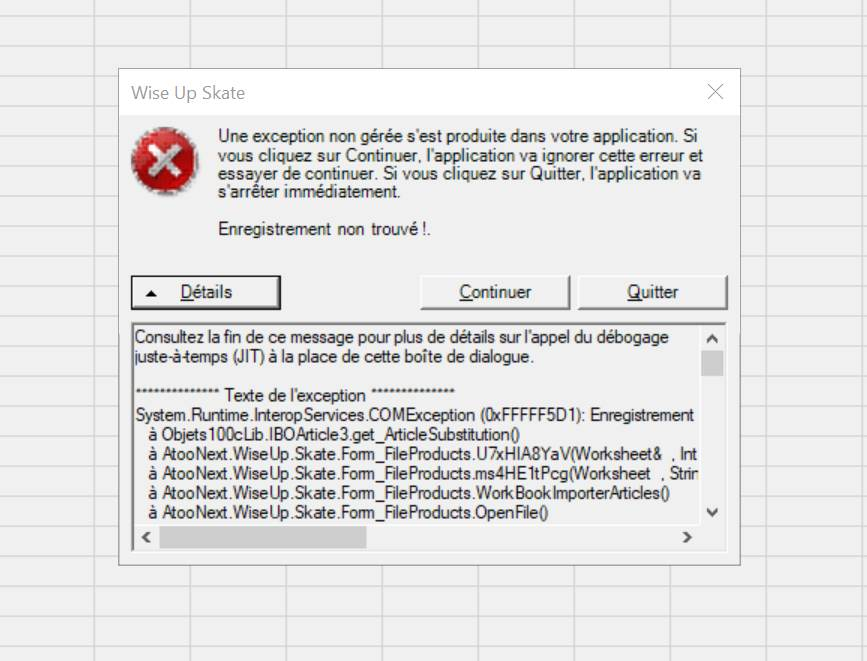 Wise Up Skate
Une exception non gérée s'est produite dans votre application. Si
vous cliquez sur Continuer, l'application va ignorer cette erreur et
essayer de continuer. Si vous cliquez sur Quitter, l'application va
s'arrêter immédiatement.
Enregistrement non trouvé !.
Détails
Continuer
Quitter
Consultez la fin de ce message pour plus de détails sur l'appel du débogage
juste-à-temps (JIT) à la place de cette boîte de dialogue.
************** Texte de l'exception **************
System.Runtime.InteropServices.COMException (0xFFFFF5D1): Enregistrement
à Objets100cLib.IBOArticle3.get_ArticleSubstitution()
à AtooNext.WiseUp.Skate.Form_FileProducts.U7xHIA8YaV(Worksheet& , Int
à AtooNext.WiseUp.Skate.Form_FileProducts.ms4HE1tPcg(Worksheet , Strin
à AtooNext.WiseUp.Skate.Form_FileProducts.WorkBookImporterArticles()
à AtooNext.WiseUp.Skate.Form_FileProducts.OpenFile()